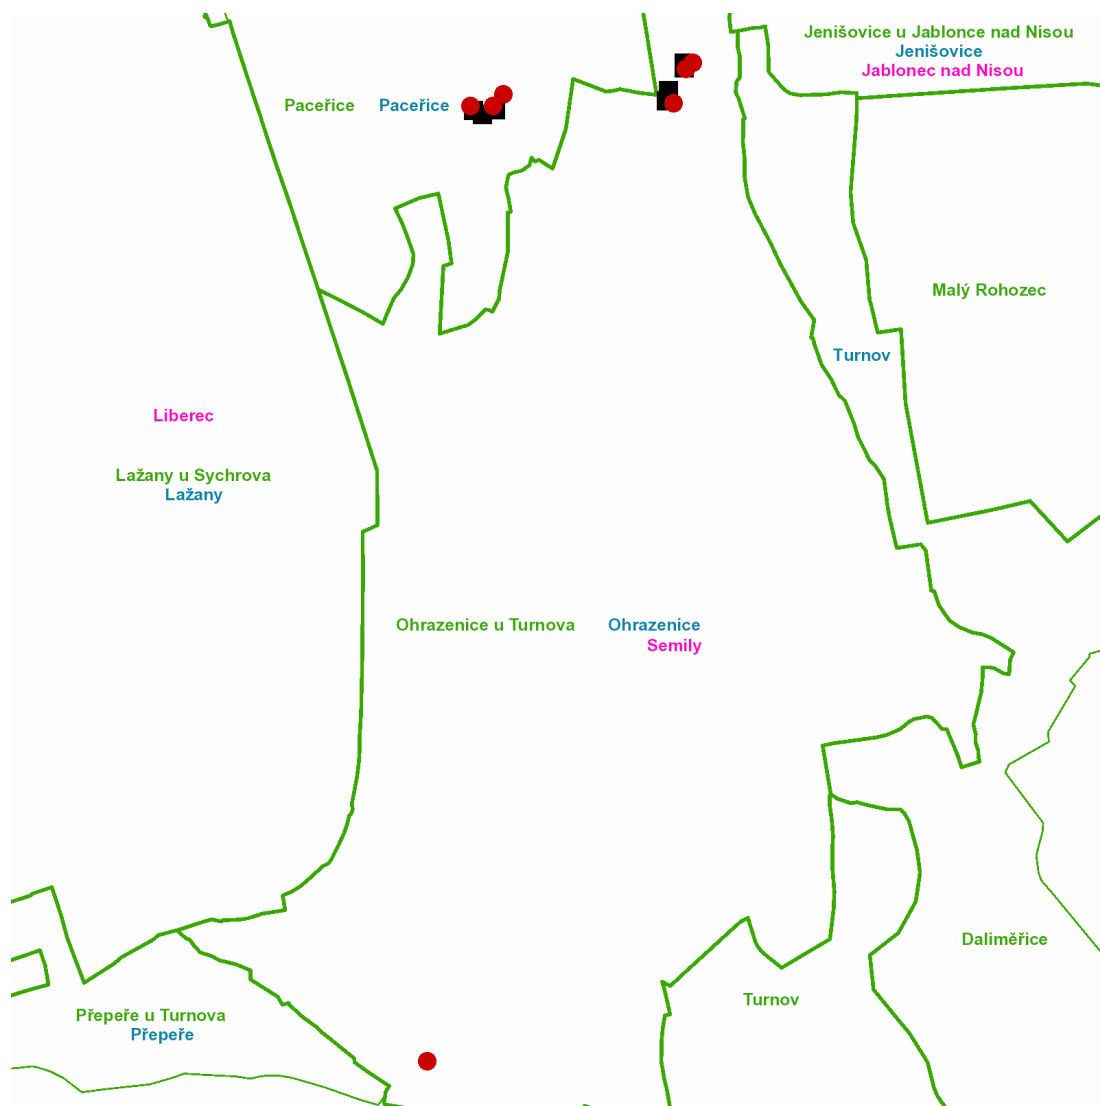 Jenišovice u Jablonce nad Nisou
Jenišovice
Jablonec nad Nisou
Paceřice Paceřice
Malý Rohozec
Turnov
Liberec
Lažany u Sychrova
Lažany
Ohrazenice u Turnova Ohrazenice
Semily
Daliměřice
Turnov
Přepeře u Turnova
Přepeře